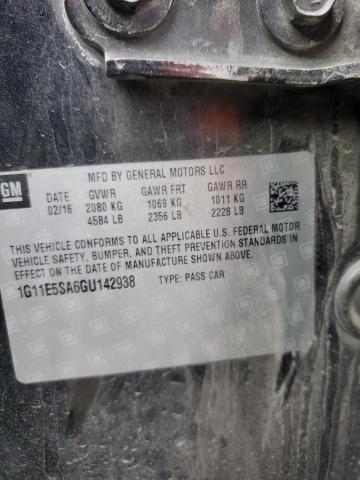 GM
MFD BY GENERAL MOTORS LLC
DATE GVWR GAWR FRT GAWR RR
02/16 2080 KG 1069 KG 1011 KG
4584 LB 2356 LB 2228 LB
THIS VEHICLE CONFORMS TO ALL APPLICABLE U.S. FEDERAL MOTOR
VEHICLE SAFETY, BUMPER, AND THEFT PREVENTION STANDARDS IN
EFFECT ON THE DATE OF MANUFACTURE SHOWN ABOVE.
1G11E5SA6GU142938 TYPE: PASS CAR